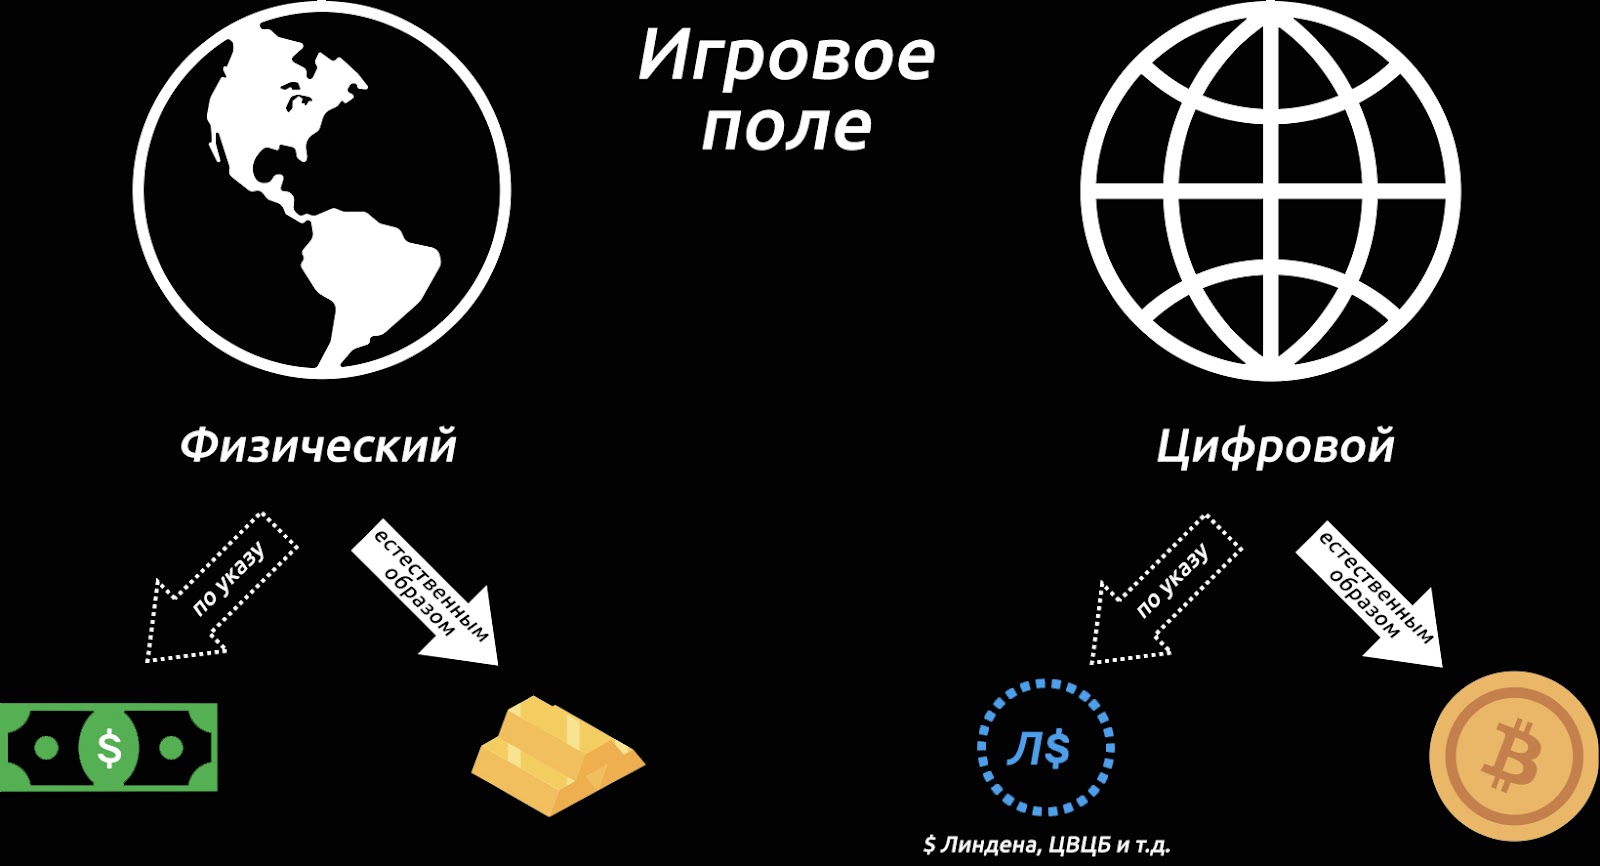 Игровое
поле
Физический
Цифровой
по указу
естественным
образом
по указу
естественным
образом
$
Л$
₿
$ Линдена, ЦВЦБ и т.д.